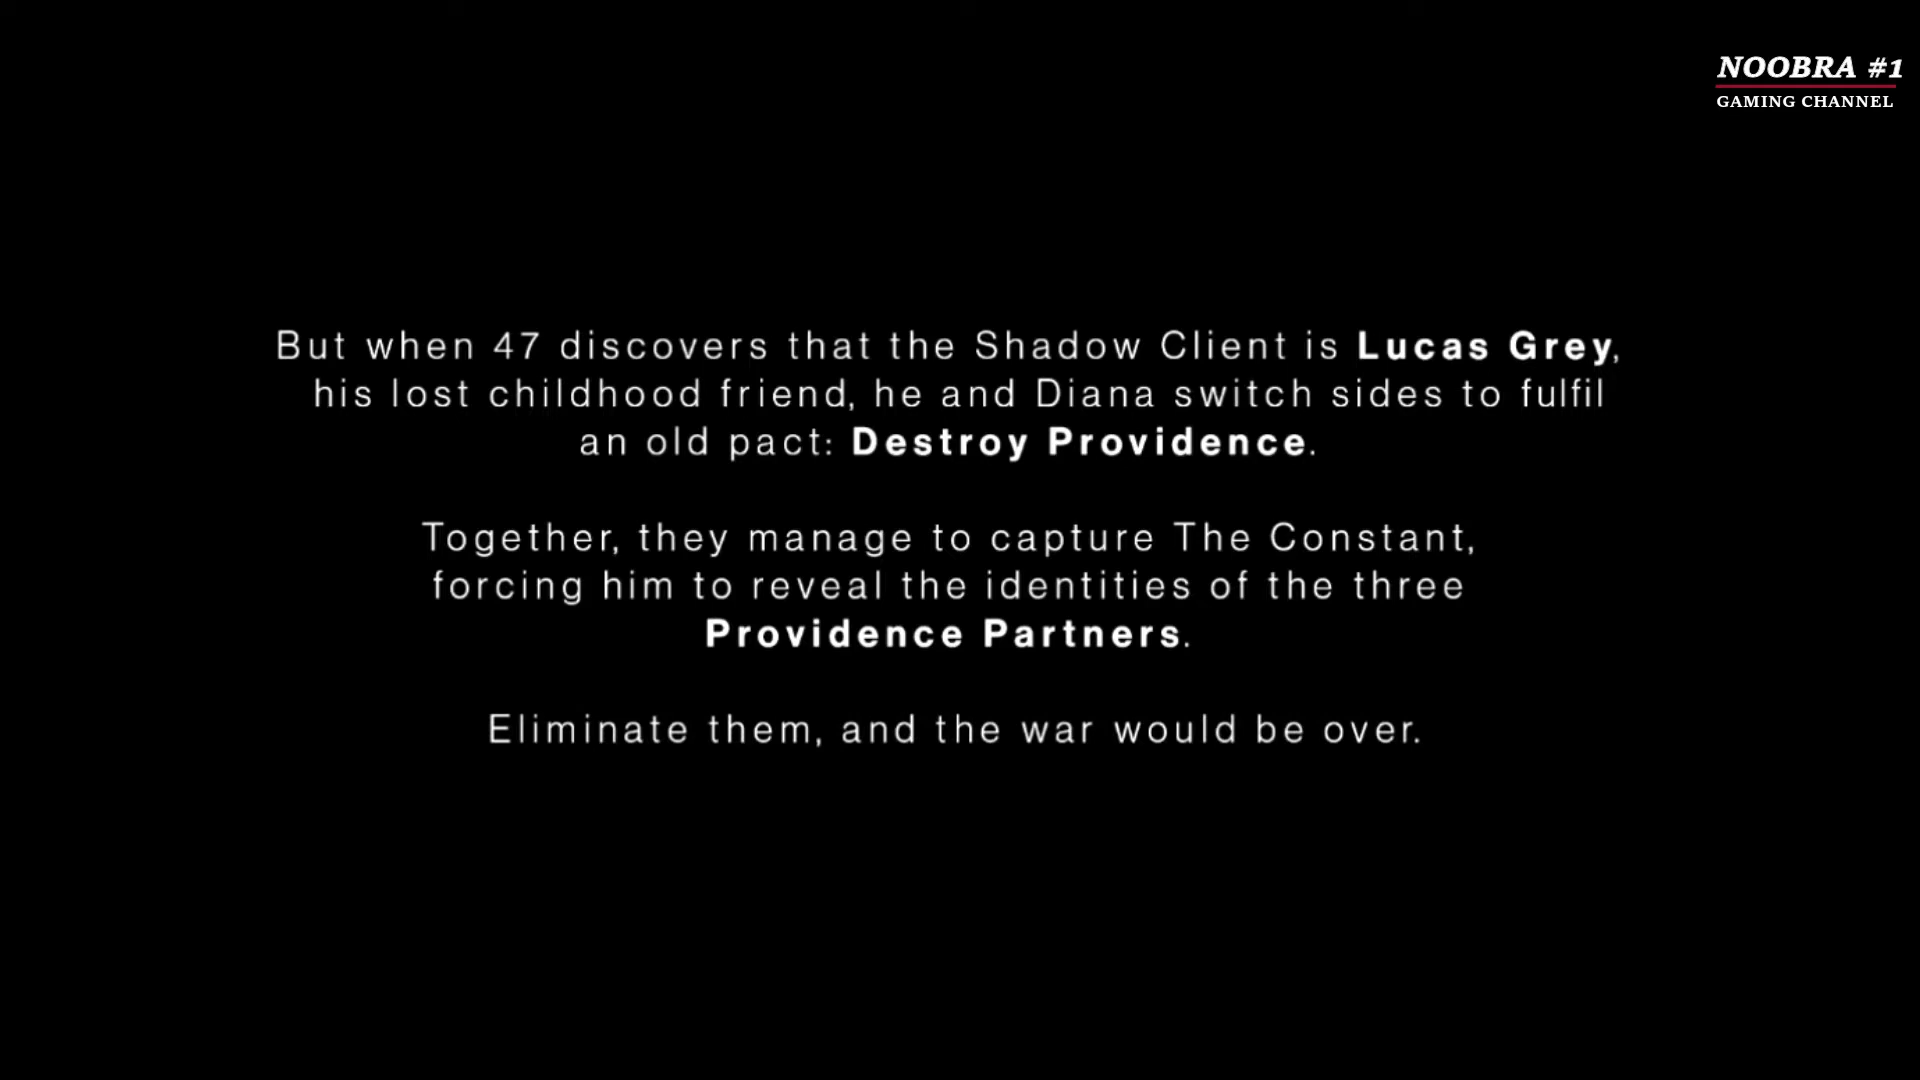 NOOBRA #1
GAMING CHANNEL
But when 47 discovers that the Shadow Client is Lucas Grey,
his lost childhood friend, he and Diana switch sides to fulfil
an old pact: Destroy Providence.
Together, they manage to capture The Constant,
forcing him to reveal the identities of the three
Providence Partners.
Eliminate them, and the war would be over.